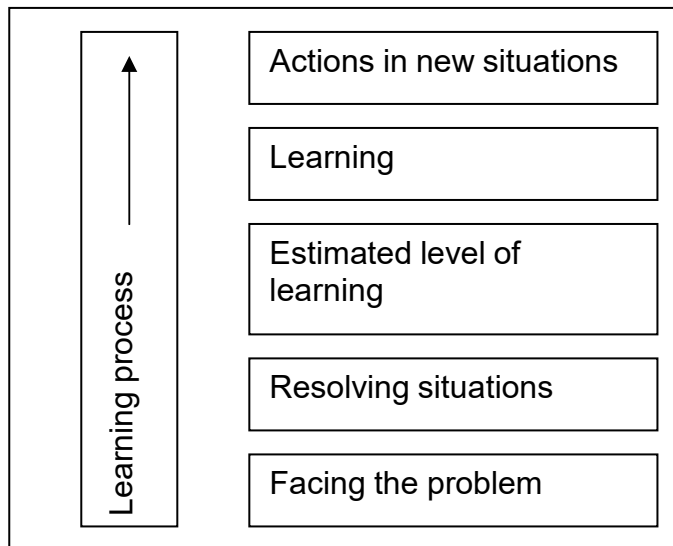 Actions in new situations
Learning
Estimated level of
learning
Resolving situations
Facing the problem
Learning process